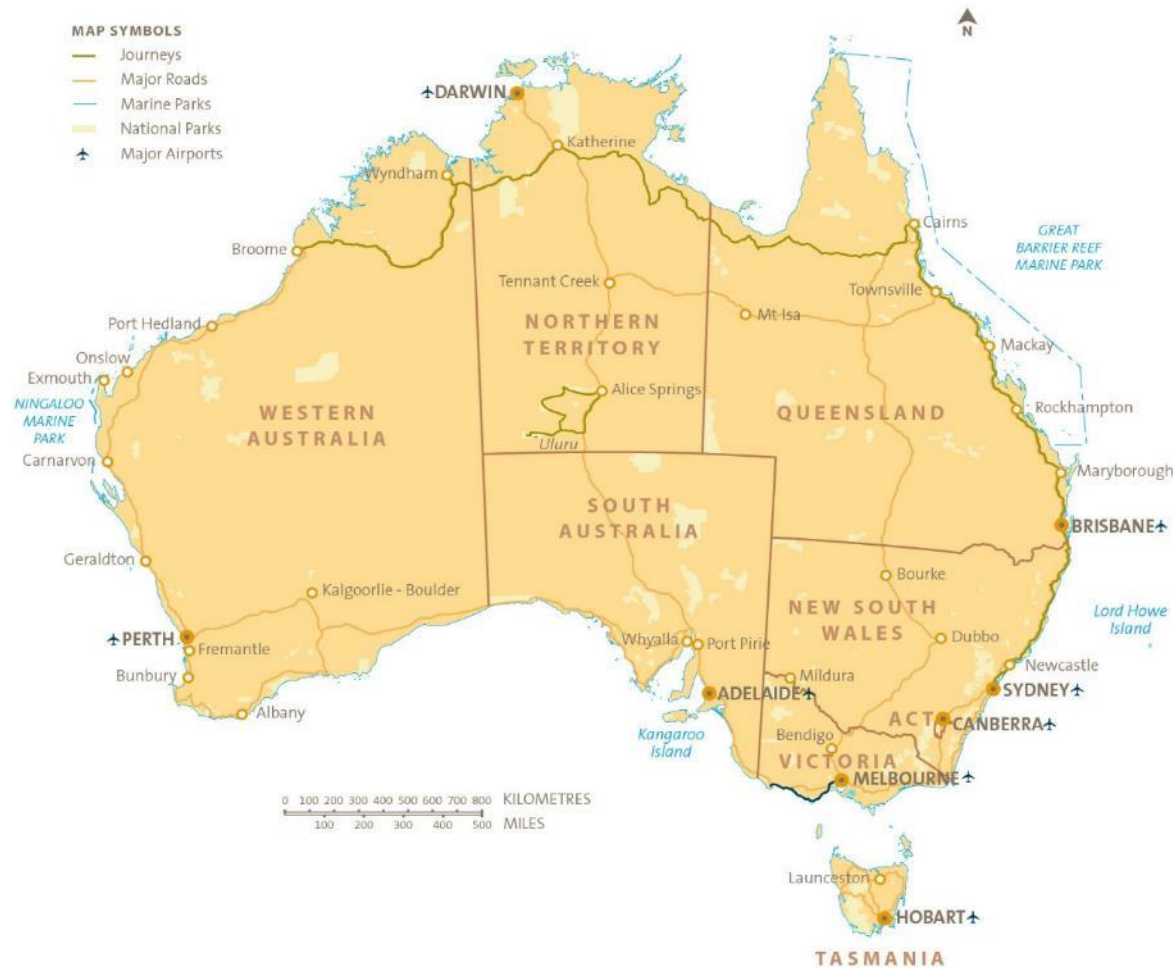 MAP SYMBOLS
Journeys
Major Roads
Marine Parks
National Parks
Major Airports
N
DARWIN
Katherine
Wyndham
Broome
Cairns
GREAT
BARRIER REEF
MARINE PARK
Tennant Creek
Townsville
Mt Isa
Port Hedland
NORTHERN
TERRITORY
Mackay
Onslow
Exmouth
Alice Springs
NINGALOO
MARINE
PARK
WESTERN
AUSTRALIA
QUEENSLAND
Rockhampton
Uluru
Carnarvon
Maryborough
SOUTH
AUSTRALIA
BRISBANE
Geraldton
Bourke
Kalgoorlie - Boulder
NEW SOUTH
WALES
Lord Howe
Island
PERTH
Fremantle
Whyalla
Port Pirie
Dubbo
Bunbury
Mildura
Newcastle
ADELAIDE
SYDNEY
Albany
Kangaroo
Island
ACT
CANBERRA
Bendigo
VICTORIA
MELBOURNE
0 100 200 300 400 500 600 700 800 KILOMETRES
100 200 300 400 500 MILES
Launceston
HOBART
TASMANIA